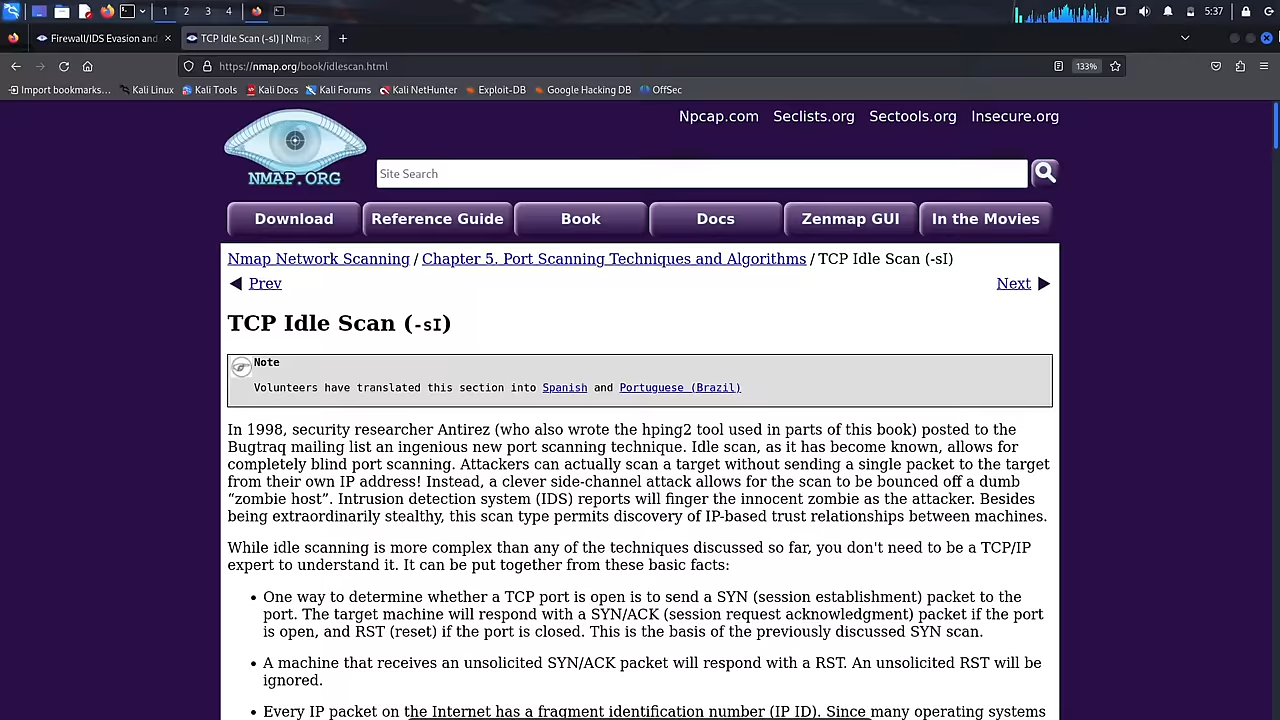 1 2 3 4
5:37
Firewall/IDS Evasion and
TCP Idle Scan (-sI) | Nmap
https://nmap.org/book/idlescan.html
133%
Import bookmarks... Kali Linux Kali Tools Kali Docs Kali Forums Kali NetHunter Exploit-DB Google Hacking DB OffSec
Npcap.com Seclists.org Sectools.org Insecure.org
NMAP.ORG
Site Search
Download Reference Guide Book Docs Zenmap GUI In the Movies
Nmap Network Scanning / Chapter 5. Port Scanning Techniques and Algorithms / TCP Idle Scan (-sI)
Prev Next
TCP Idle Scan (-sI)
Note
Volunteers have translated this section into Spanish and Portuguese (Brazil)
In 1998, security researcher Antirez (who also wrote the hping2 tool used in parts of this book) posted to the
Bugtraq mailing list an ingenious new port scanning technique. Idle scan, as it has become known, allows for
completely blind port scanning. Attackers can actually scan a target without sending a single packet to the target
from their own IP address! Instead, a clever side-channel attack allows for the scan to be bounced off a dumb
“zombie host”. Intrusion detection system (IDS) reports will finger the innocent zombie as the attacker. Besides
being extraordinarily stealthy, this scan type permits discovery of IP-based trust relationships between machines.
While idle scanning is more complex than any of the techniques discussed so far, you don't need to be a TCP/IP
expert to understand it. It can be put together from these basic facts:
• One way to determine whether a TCP port is open is to send a SYN (session establishment) packet to the
port. The target machine will respond with a SYN/ACK (session request acknowledgment) packet if the port
is open, and RST (reset) if the port is closed. This is the basis of the previously discussed SYN scan.
• A machine that receives an unsolicited SYN/ACK packet will respond with a RST. An unsolicited RST will be
ignored.
• Every IP packet on the Internet has a fragment identification number (IP ID). Since many operating systems